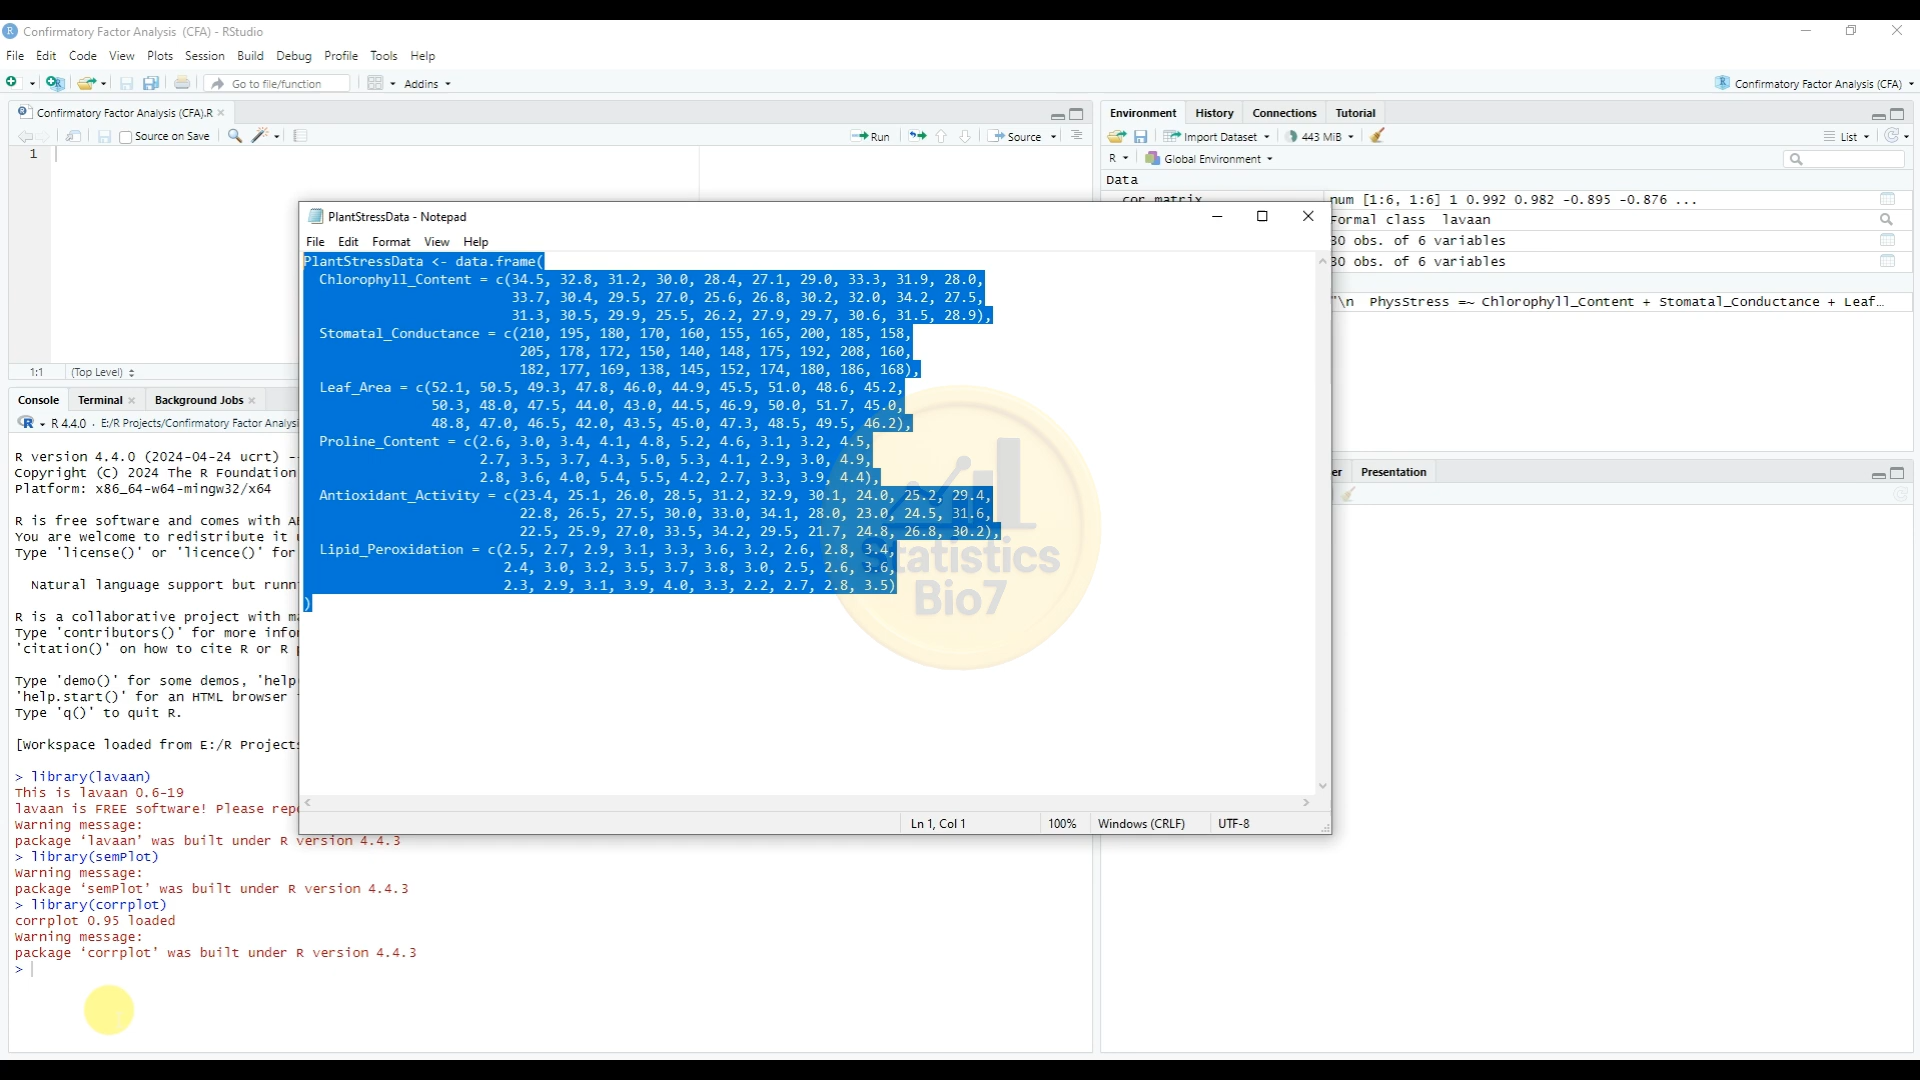 Confirmatory Factor Analysis (CFA) - RStudio
File Edit Code View Plots Session Build Debug Profile Tools Help
Go to file/function Addins Confirmatory Factor Analysis (CFA)
Confirmatory Factor Analysis (CFA).R
Source on Save Run Source
1
1:1 (Top Level)
Environment History Connections Tutorial
Import Dataset 443 MiB List
R Global Environment
Data
cor_matrix num [1:6, 1:6] 1 0.992 0.982 -0.895 -0.876 ...
Formal class lavaan
30 obs. of 6 variables
30 obs. of 6 variables
"\n PhysStress =~ Chlorophyll_Content + Stomatal_Conductance + Leaf…
Presentation
PlantStressData - Notepad
File Edit Format View Help
PlantStressData <- data.frame(
Chlorophyll_Content = c(34.5, 32.8, 31.2, 30.0, 28.4, 27.1, 29.0, 33.3, 31.9, 28.0,
33.7, 30.4, 29.5, 27.0, 25.6, 26.8, 30.2, 32.0, 34.2, 27.5,
31.3, 30.5, 29.9, 25.5, 26.2, 27.9, 29.7, 30.6, 31.5, 28.9),
Stomatal_Conductance = c(210, 195, 180, 170, 160, 155, 165, 200, 185, 158,
205, 178, 172, 150, 140, 148, 175, 192, 208, 160,
182, 177, 169, 138, 145, 152, 174, 180, 186, 168),
Leaf_Area = c(52.1, 50.5, 49.3, 47.8, 46.0, 44.9, 45.5, 51.0, 48.6, 45.2,
50.3, 48.0, 47.5, 44.0, 43.0, 44.5, 46.9, 50.0, 51.7, 45.0,
48.8, 47.0, 46.5, 42.0, 43.5, 45.0, 47.3, 48.5, 49.5, 46.2),
Proline_Content = c(2.6, 3.0, 3.4, 4.1, 4.8, 5.2, 4.6, 3.1, 3.2, 4.5,
2.7, 3.5, 3.7, 4.3, 5.0, 5.3, 4.1, 2.9, 3.0, 4.9,
2.8, 3.6, 4.0, 5.4, 5.5, 4.2, 2.7, 3.3, 3.9, 4.4),
Antioxidant_Activity = c(23.4, 25.1, 26.0, 28.5, 31.2, 32.9, 30.1, 24.0, 25.2, 29.4,
22.8, 26.5, 27.5, 30.0, 33.0, 34.1, 28.0, 23.0, 24.5, 31.6,
22.5, 25.9, 27.0, 33.5, 34.2, 29.5, 21.7, 24.8, 26.8, 30.2),
Lipid_Peroxidation = c(2.5, 2.7, 2.9, 3.1, 3.3, 3.6, 3.2, 2.6, 2.8, 3.4,
2.4, 3.0, 3.2, 3.5, 3.7, 3.8, 3.0, 2.5, 2.6, 3.6,
2.3, 2.9, 3.1, 3.9, 4.0, 3.3, 2.2, 2.7, 2.8, 3.5)
)
Statistics
Bio7
Ln 1, Col 1 100% Windows (CRLF) UTF-8
Console Terminal Background Jobs
R 4.4.0 · E:/R Projects/Confirmatory Factor Analysi
R version 4.4.0 (2024-04-24 ucrt) --
Copyright (C) 2024 The R Foundation
Platform: x86_64-w64-mingw32/x64
R is free software and comes with
You are welcome to redistribute it
Type 'license()' or 'licence()' for
Natural language support but
R is a collaborative project with
Type 'contributors()' for more
'citation()' on how to cite R or R
Type 'demo()' for some demos, 'help
'help.start()' for an HTML browser
Type 'q()' to quit R.
[Workspace loaded from E:/R Projects
> library(lavaan)
This is lavaan 0.6-19
lavaan is FREE software! Please
Warning message:
package ‘lavaan’ was built under R version 4.4.3
> library(semPlot)
Warning message:
package ‘semPlot’ was built under R version 4.4.3
> library(corrplot)
corrplot 0.95 loaded
Warning message:
package ‘corrplot’ was built under R version 4.4.3
>